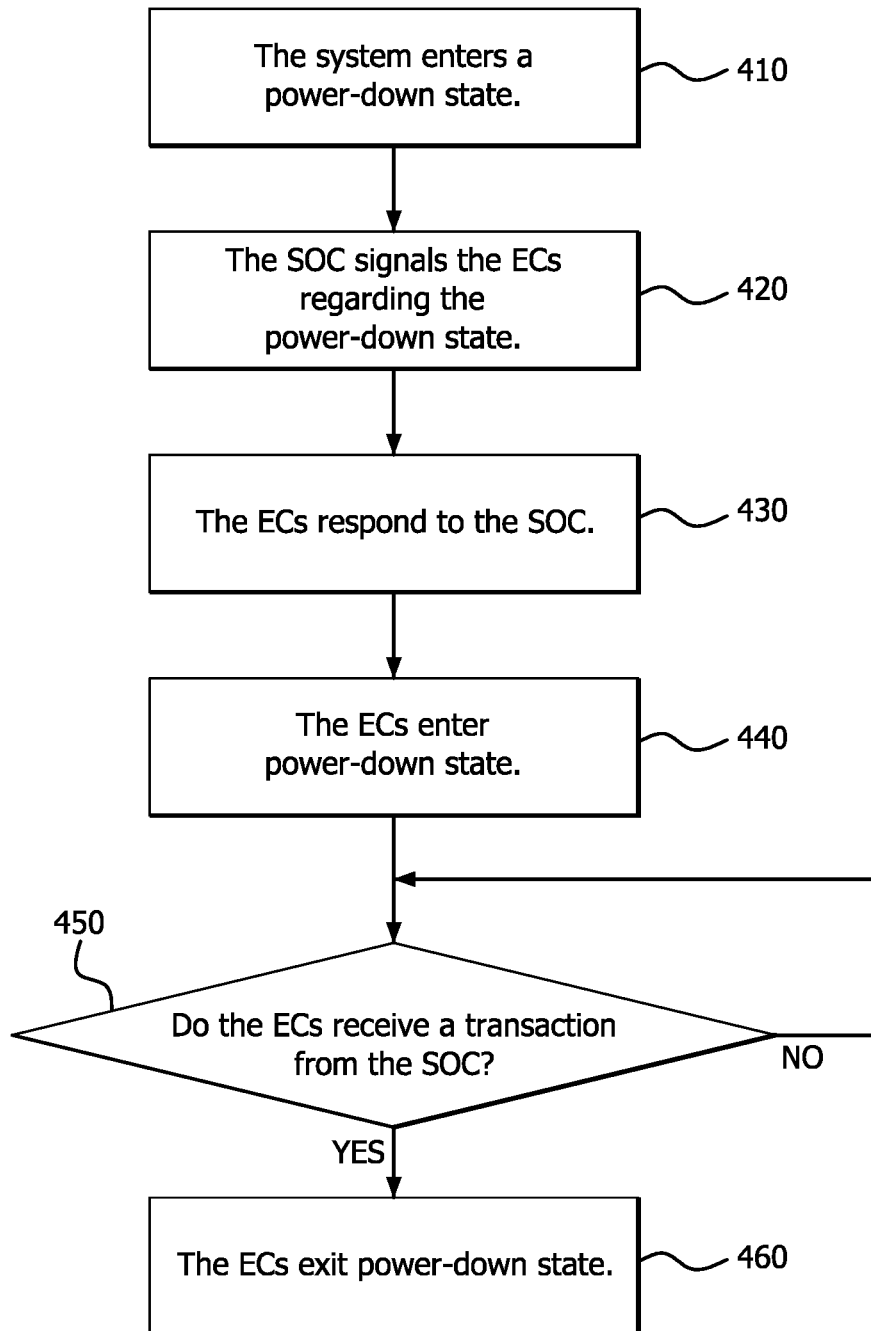 The system enters a
power-down state.
410
The SOC signals the ECs
regarding the
power-down state.
420
The ECs respond to the SOC.
430
The ECs enter
power-down state.
440
450
Do the ECs receive a transaction
from the SOC?
NO
YES
The ECs exit power-down state.
460